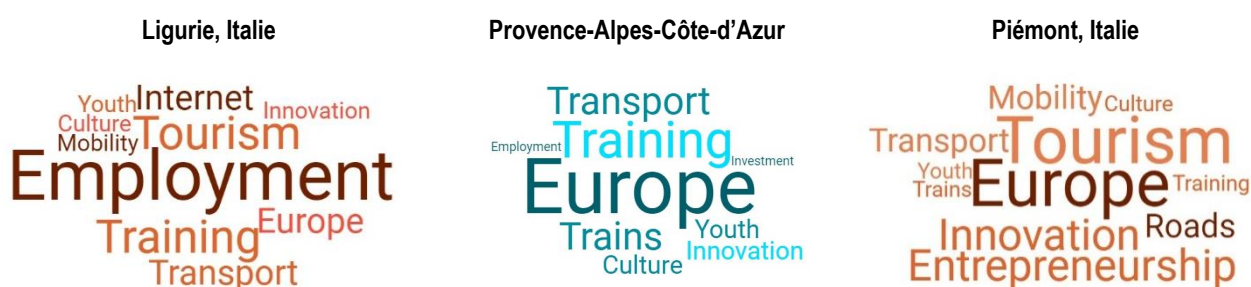 Ligurie, Italie
Youth Internet Innovation
Culture Tourism
Mobility
Employment
Training Europe
Transport
Provence-Alpes-Côte-d’Azur
Transport
Employment Training Investment
Europe
Trains Youth
Culture Innovation
Piémont, Italie
Mobility Culture
Transport Tourism
Youth
Trains Europe Training
Innovation Roads
Entrepreneurship